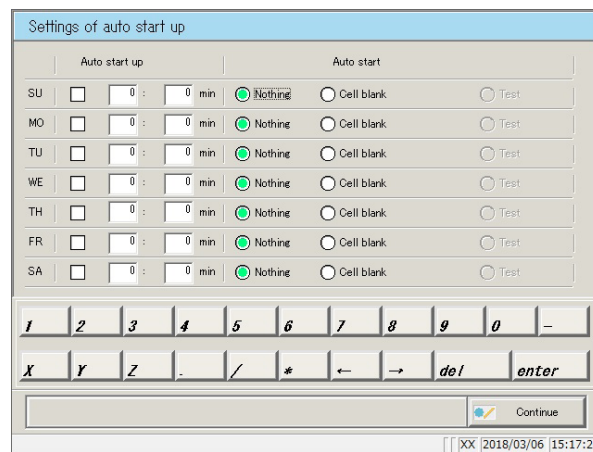 Settings of auto start up
Auto start up Auto start
SU 0 : 0 min Nothing Cell blank Test
MO 0 : 0 min Nothing Cell blank Test
TU 0 : 0 min Nothing Cell blank Test
WE 0 : 0 min Nothing Cell blank Test
TH 0 : 0 min Nothing Cell blank Test
FR 0 : 0 min Nothing Cell blank Test
SA 0 : 0 min Nothing Cell blank Test
1 2 3 4 5 6 7 8 9 0 -
X Y Z . / * ← → del enter
Continue
XX 2018/03/06 15:17:2